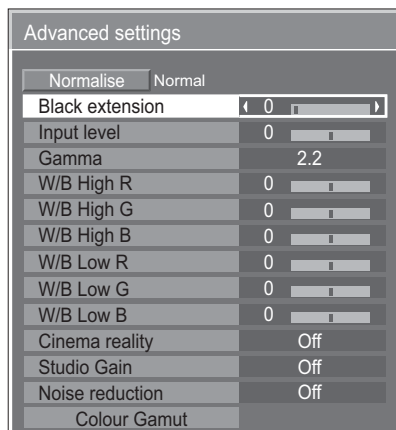 Advanced settings
Normalise Normal
Black extension 0
Input level 0
Gamma 2.2
W/B High R 0
W/B High G 0
W/B High B 0
W/B Low R 0
W/B Low G 0
W/B Low B 0
Cinema reality Off
Studio Gain Off
Noise reduction Off
Colour Gamut